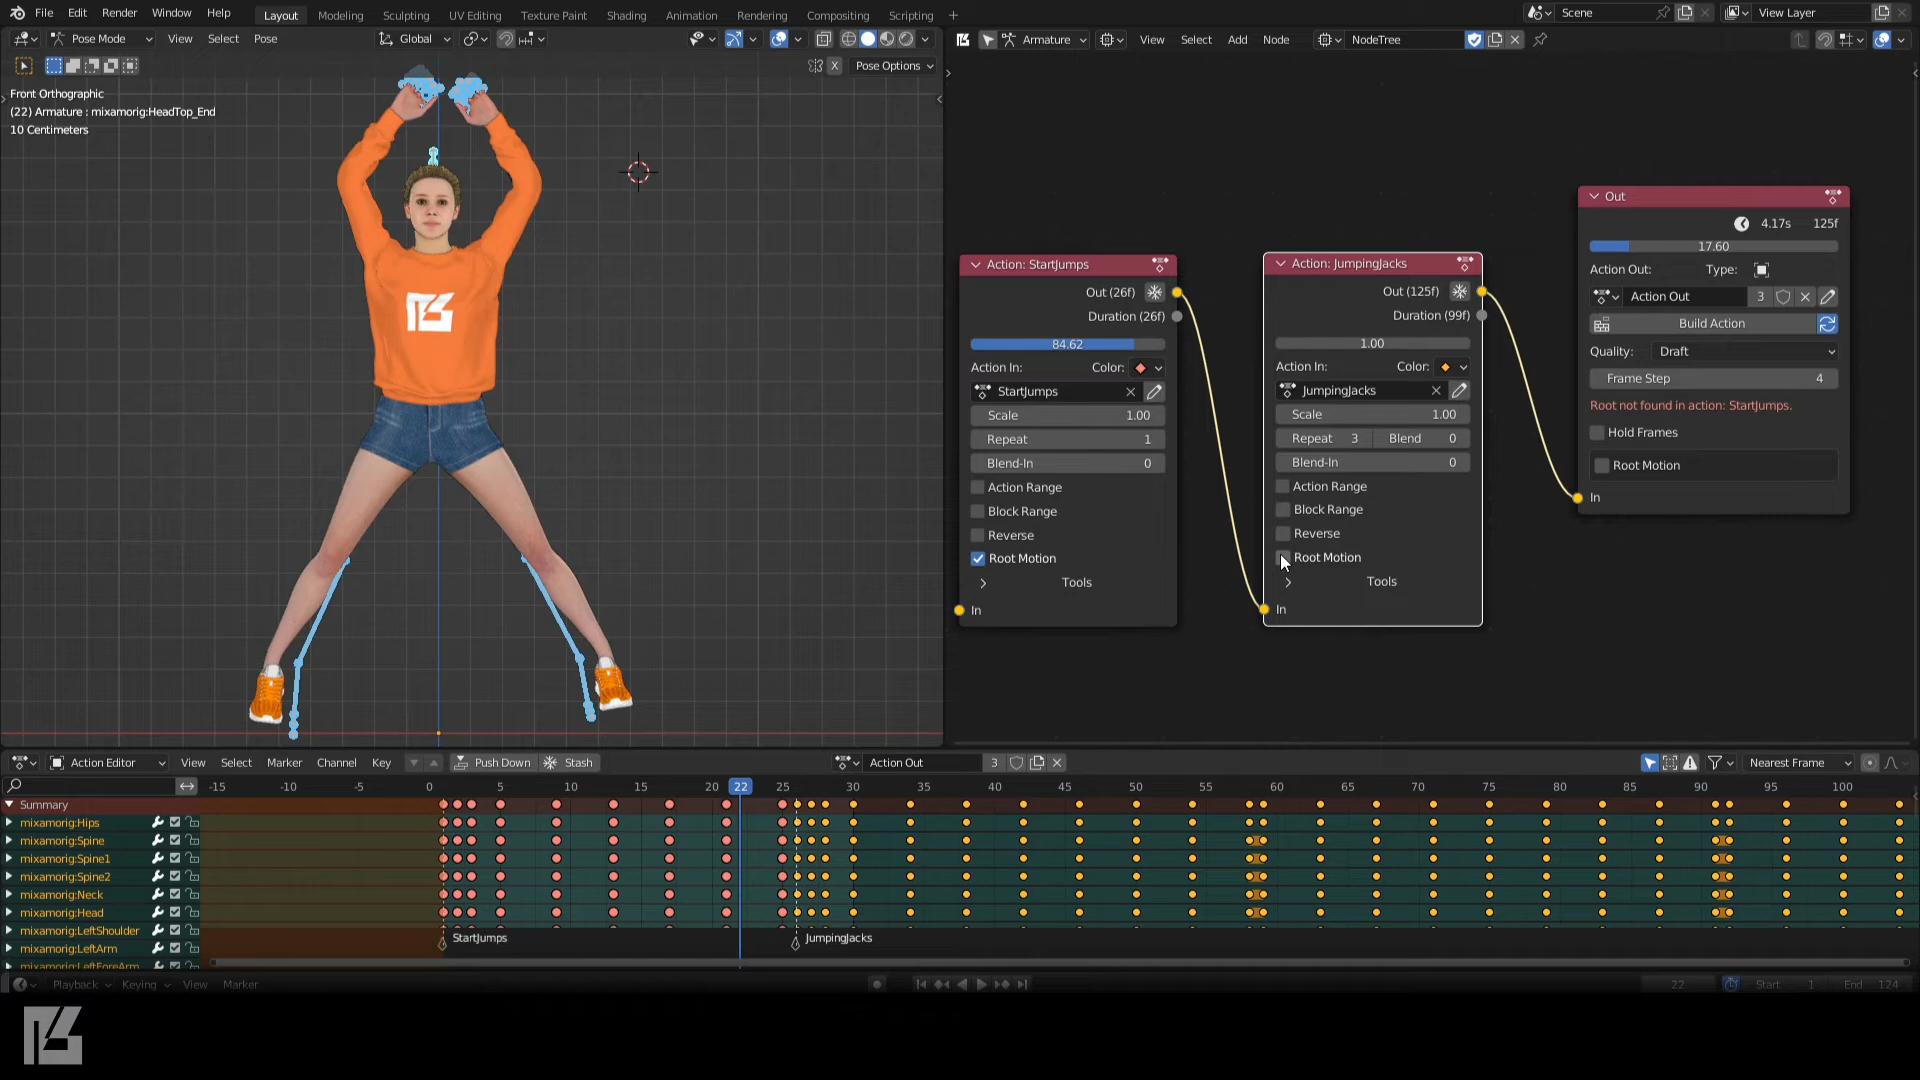 File Edit Render Window Help Layout Modeling Sculpting UV Editing Texture Paint Shading Animation Rendering Compositing Scripting + Scene View Layer
Pose Mode View Select Pose Global Armature View Select Add Node NodeTree
X Pose Options
Front Orthographic
(22) Armature : mixamorig:HeadTop_End
10 Centimeters
Action: StartJumps
Out (26f)
Duration (26f)
84.62
Action In: Color:
StartJumps
Scale 1.00
Repeat 1
Blend-In 0
Action Range
Block Range
Reverse
Root Motion
Tools
In
Action: JumpingJacks
Out (125f)
Duration (99f)
1.00
Action In: Color:
JumpingJacks
Scale 1.00
Repeat 3 Blend 0
Blend-In 0
Action Range
Block Range
Reverse
Root Motion
Tools
In
Out
4.17s 125f
17.60
Action Out: Type:
Action Out 3
Build Action
Quality: Draft
Frame Step 4
Root not found in action: StartJumps.
Hold Frames
Root Motion
In
Action Editor View Select Marker Channel Key Push Down Stash Action Out 3 Nearest Frame
-15 -10 -5 0 5 10 15 20 22 25 30 35 40 45 50 55 60 65 70 75 80 85 90 95 100
Summary
mixamorig:Hips
mixamorig:Spine
mixamorig:Spine1
mixamorig:Spine2
mixamorig:Neck
mixamorig:Head
mixamorig:LeftShoulder
mixamorig:LeftArm
mixamorig:LeftForeArm
StartJumps JumpingJacks
Playback Keying View Marker 22 Start 1 End 124